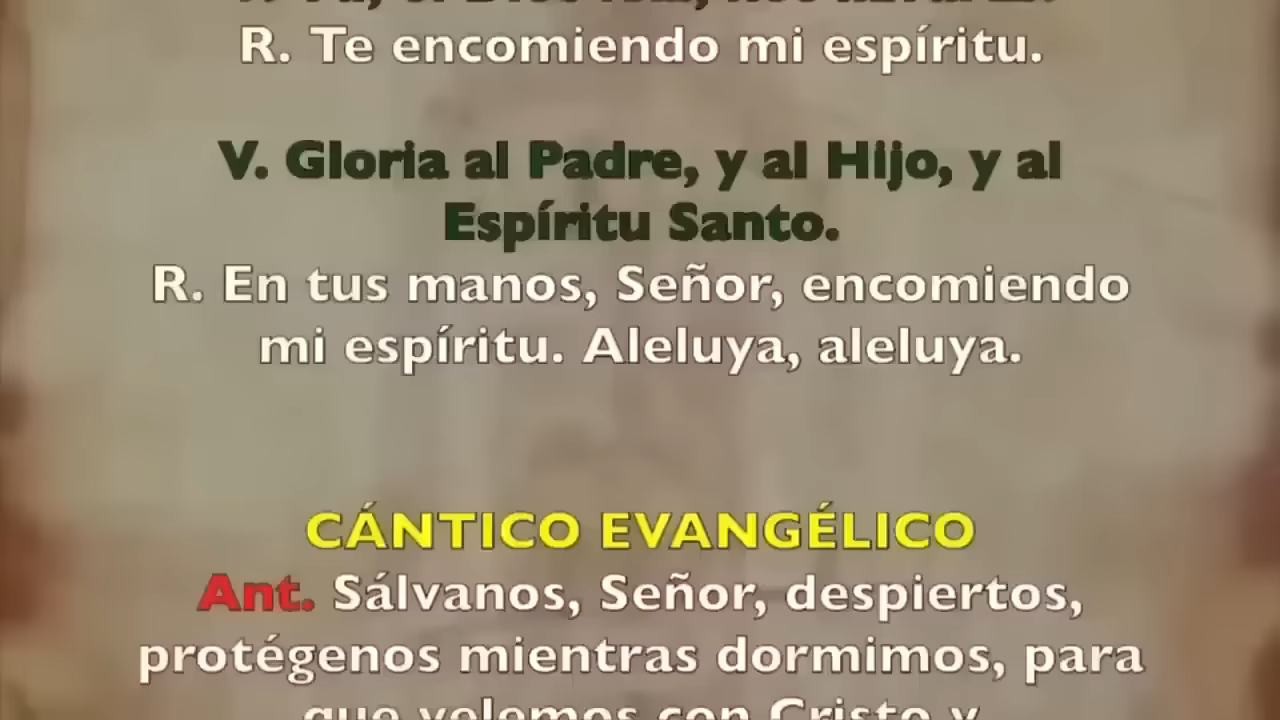 R. Te encomiendo mi espíritu.
V. Gloria al Padre, y al Hijo, y al
Espíritu Santo.
R. En tus manos, Señor, encomiendo
mi espíritu. Aleluya, aleluya.
CÁNTICO EVANGÉLICO
Ant. Sálvanos, Señor, despiertos,
protégenos mientras dormimos, para
que velemos con Cristo y